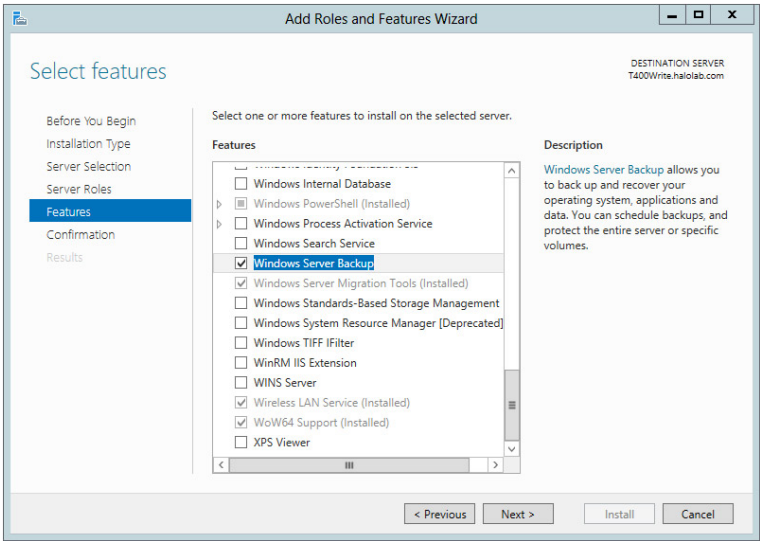 Add Roles and Features Wizard
Select features
DESTINATION SERVER
T400Write.halolab.com
Before You Begin
Installation Type
Server Selection
Server Roles
Features
Confirmation
Results
Select one or more features to install on the selected server.
Features
Windows Internal Database
Windows PowerShell (Installed)
Windows Process Activation Service
Windows Search Service
Windows Server Backup
Windows Server Migration Tools (Installed)
Windows Standards-Based Storage Management
Windows System Resource Manager [Deprecated]
Windows TIFF IFilter
WinRM IIS Extension
WINS Server
Wireless LAN Service (Installed)
WoW64 Support (Installed)
XPS Viewer
Description
Windows Server Backup allows you
to back up and recover your
operating system, applications and
data. You can schedule backups, and
protect the entire server or specific
volumes.
< Previous
Next >
Install
Cancel